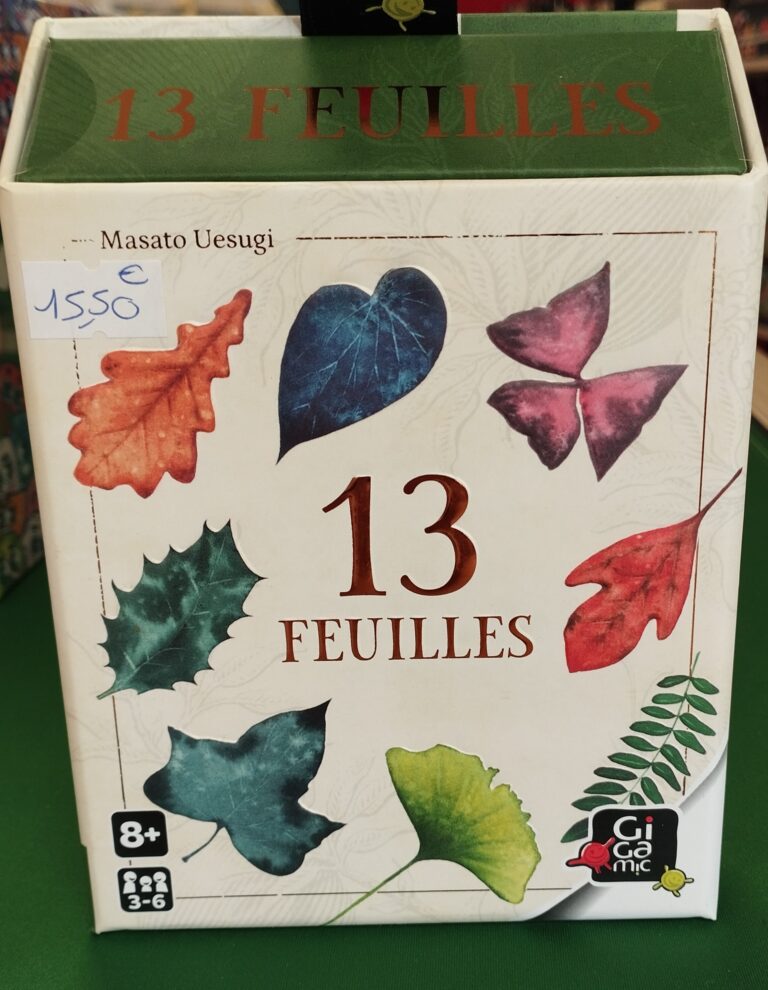 13 FEUILLES
Masato Uesugi
€
15,50
13
FEUILLES
8+
3-6
GiGamic